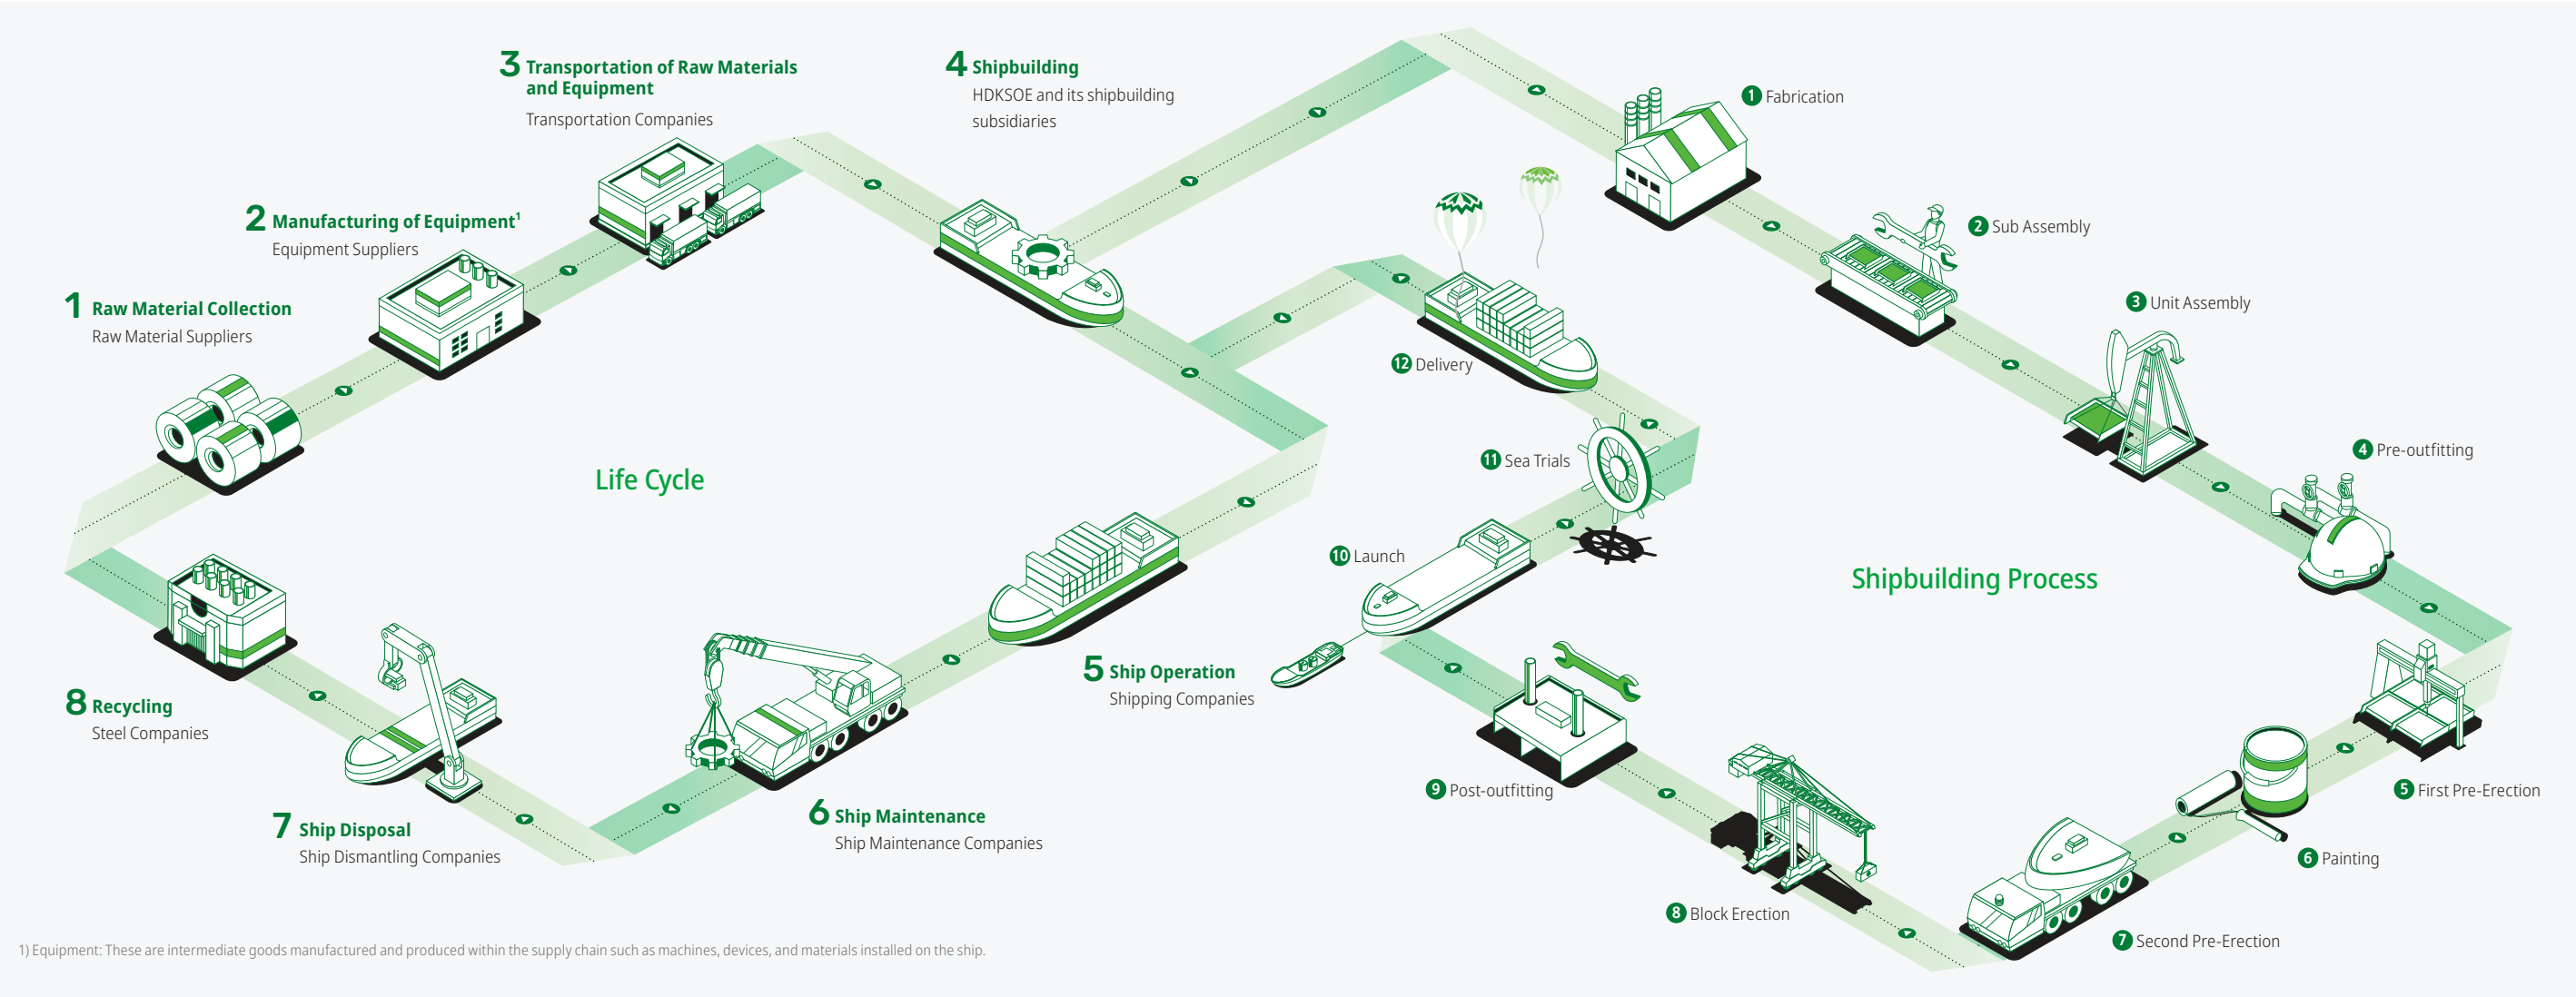 1 Raw Material Collection
Raw Material Suppliers
2 Manufacturing of Equipment¹
Equipment Suppliers
3 Transportation of Raw Materials
and Equipment
Transportation Companies
4 Shipbuilding
HDKSOE and its shipbuilding
subsidiaries
5 Ship Operation
Shipping Companies
6 Ship Maintenance
Ship Maintenance Companies
7 Ship Disposal
Ship Dismantling Companies
8 Recycling
Steel Companies
Life Cycle
1 Fabrication
2 Sub Assembly
3 Unit Assembly
4 Pre-outfitting
5 First Pre-Erection
6 Painting
7 Second Pre-Erection
8 Block Erection
9 Post-outfitting
10 Launch
11 Sea Trials
12 Delivery
Shipbuilding Process
1) Equipment: These are intermediate goods manufactured and produced within the supply chain such as machines, devices, and materials installed on the ship.